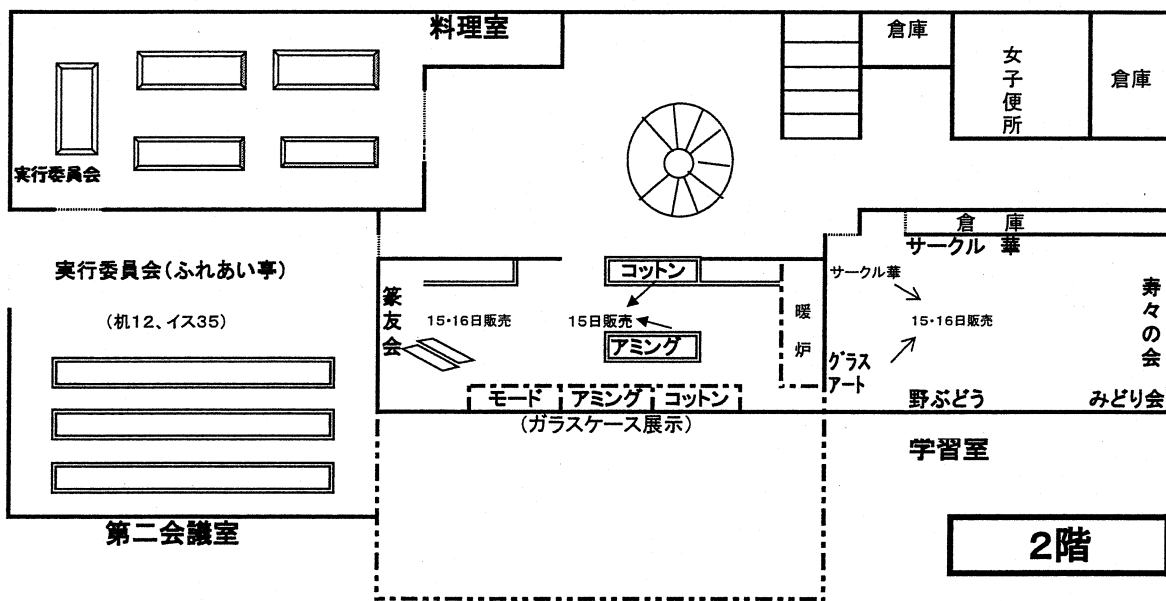 料理室
倉庫
女子便所
倉庫
実行委員会
倉 庫
サークル 華
実行委員会(ふれあい亭)
コットン
サークル華
寿々の会
篆友会
(机12、イス35)
15・16日販売
15日販売
暖炉
15・16日販売
アミング
グラス
アート
モード
アミング
コットン
野ぶどう
みどり会
(ガラスケース展示)
学習室
第二会議室
2階